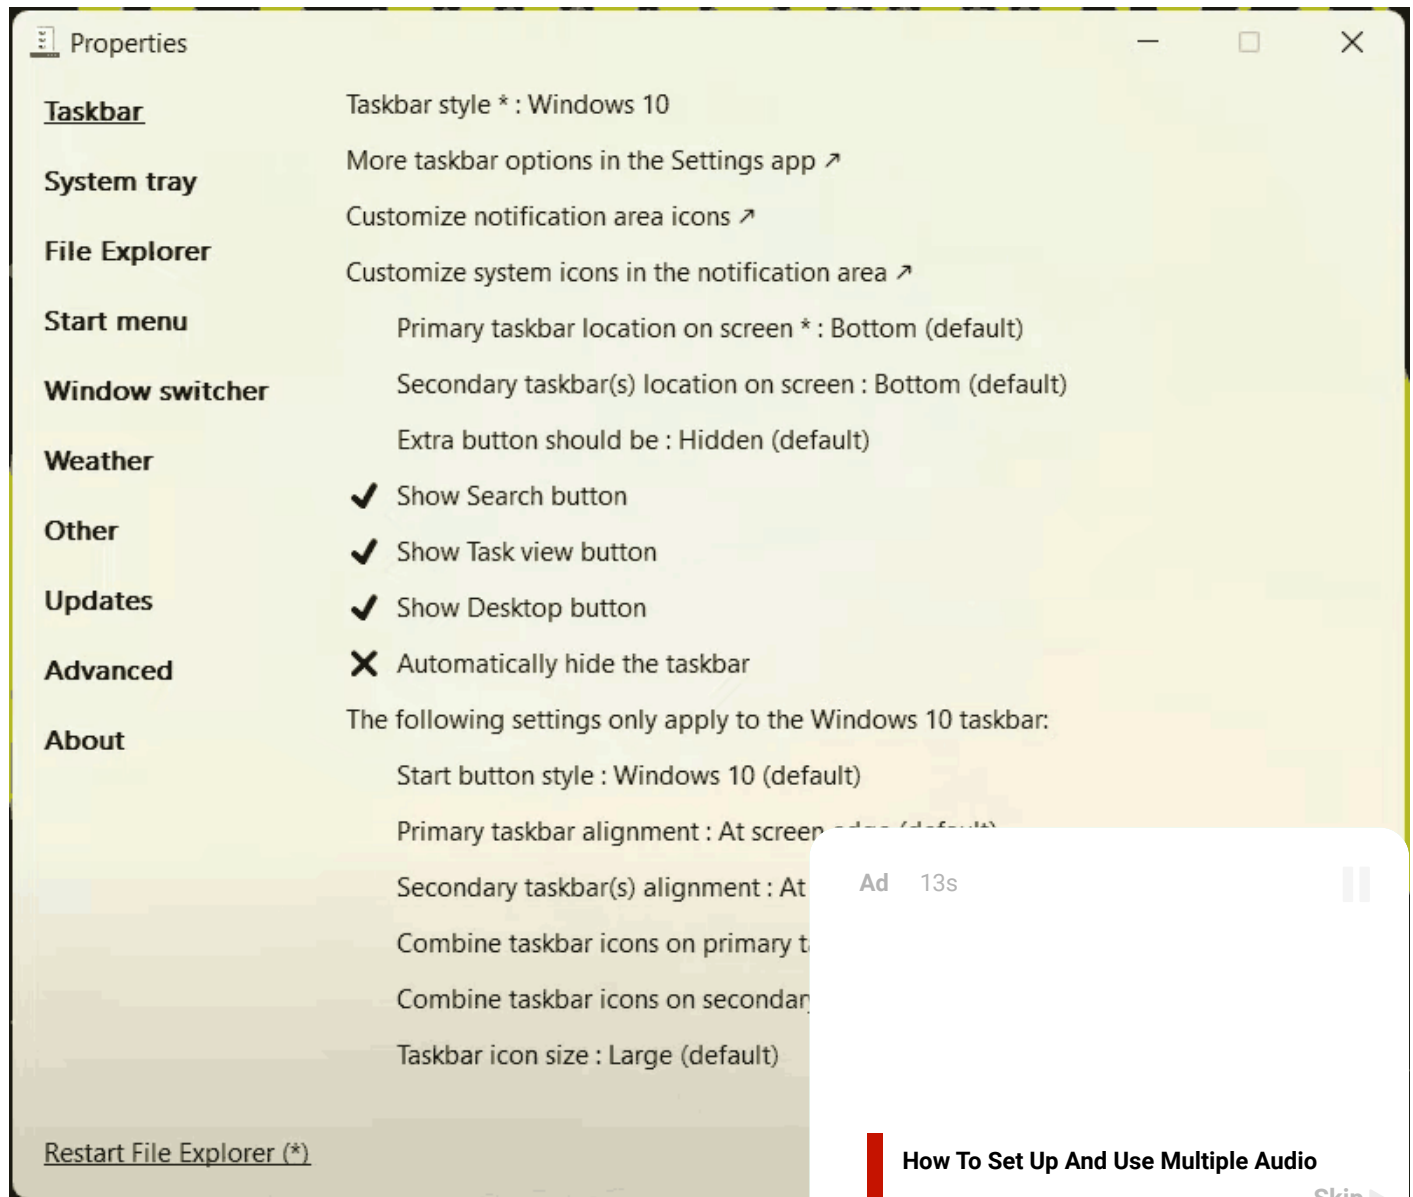 Properties
Taskbar
System tray
File Explorer
Start menu
Window switcher
Weather
Other
Updates
Advanced
About
Restart File Explorer (*)
Taskbar style * : Windows 10
More taskbar options in the Settings app ↗
Customize notification area icons ↗
Customize system icons in the notification area ↗
Primary taskbar location on screen * : Bottom (default)
Secondary taskbar(s) location on screen : Bottom (default)
Extra button should be : Hidden (default)
Show Search button
Show Task view button
Show Desktop button
Automatically hide the taskbar
The following settings only apply to the Windows 10 taskbar:
Start button style : Windows 10 (default)
Primary taskbar alignment : At screen edge (default)
Secondary taskbar(s) alignment : At
Combine taskbar icons on primary
Combine taskbar icons on
Taskbar icon size : Large (default)
Ad 13s
How To Set Up And Use Multiple Audio
Skip